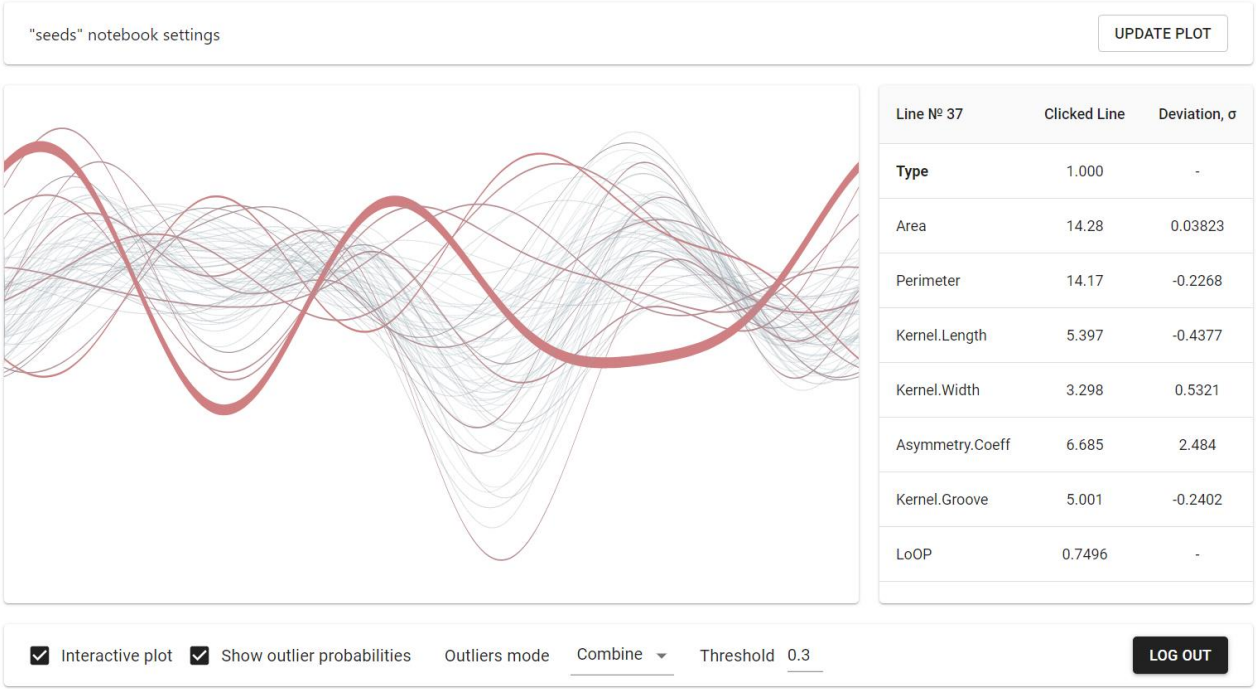 "seeds" notebook settings
UPDATE PLOT
Line № 37 Clicked Line Deviation, σ
Type 1.000 -
Area 14.28 0.03823
Perimeter 14.17 -0.2268
Kernel.Length 5.397 -0.4377
Kernel.Width 3.298 0.5321
Asymmetry.Coeff 6.685 2.484
Kernel.Groove 5.001 -0.2402
LoOP 0.7496 -
Interactive plot Show outlier probabilities Outliers mode Combine Threshold 0.3
LOG OUT